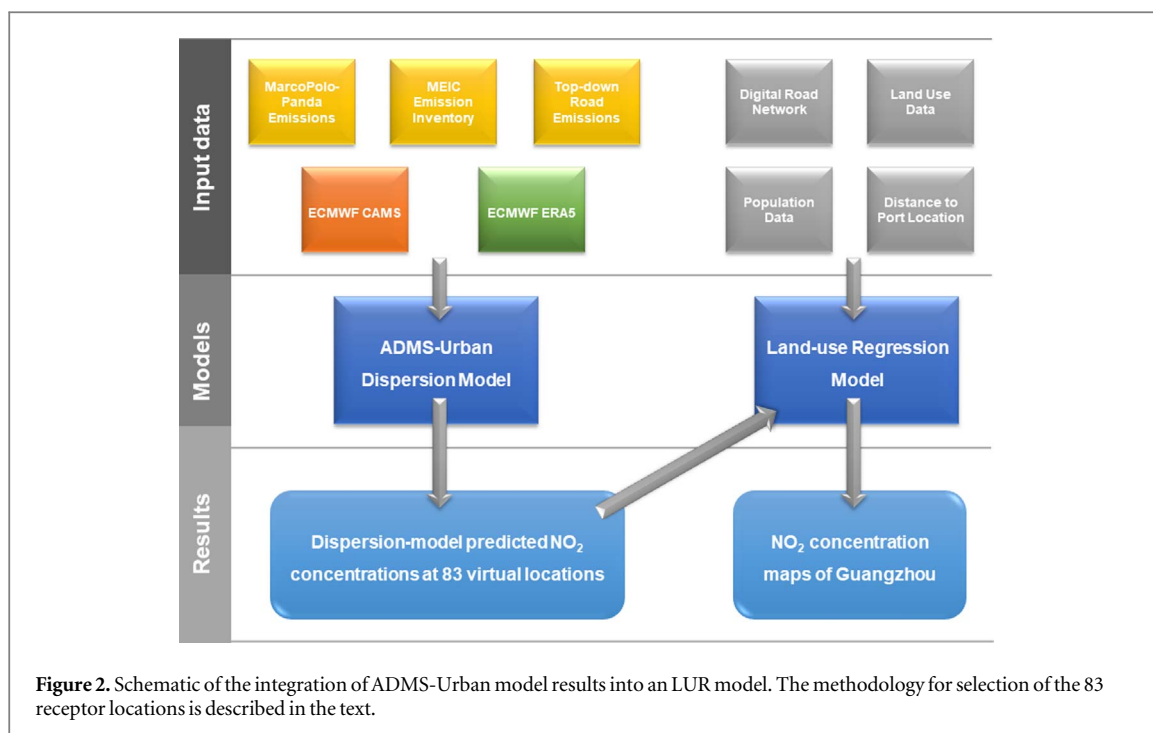 Input data
MarcoPolo-
Panda
Emissions
MEIC
Emission
Inventory
Top-down
Road
Emissions
Digital Road
Network
Land Use
Data
ECMWF CAMS
ECMWF ERA5
Population
Data
Distance to
Port Location
Models
ADMS-Urban
Dispersion Model
Land-use Regression
Model
Results
Dispersion-model predicted NO₂
concentrations at 83 virtual locations
NO₂ concentration
maps of Guangzhou
Figure 2. Schematic of the integration of ADMS-Urban model results into an LUR model. The methodology for selection of the 83
receptor locations is described in the text.